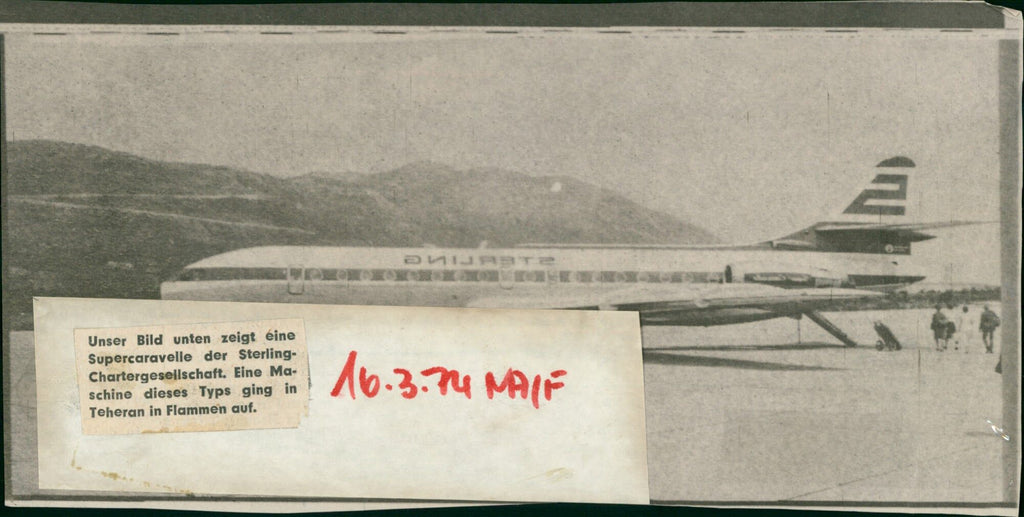 STERLING
Unser Bild unten zeigt eine
Supercaravelle der Sterling-
Chartergesellschaft. Eine Ma-
schine dieses Typs ging in
Teheran in Flammen auf.
16.3.74 NA/F